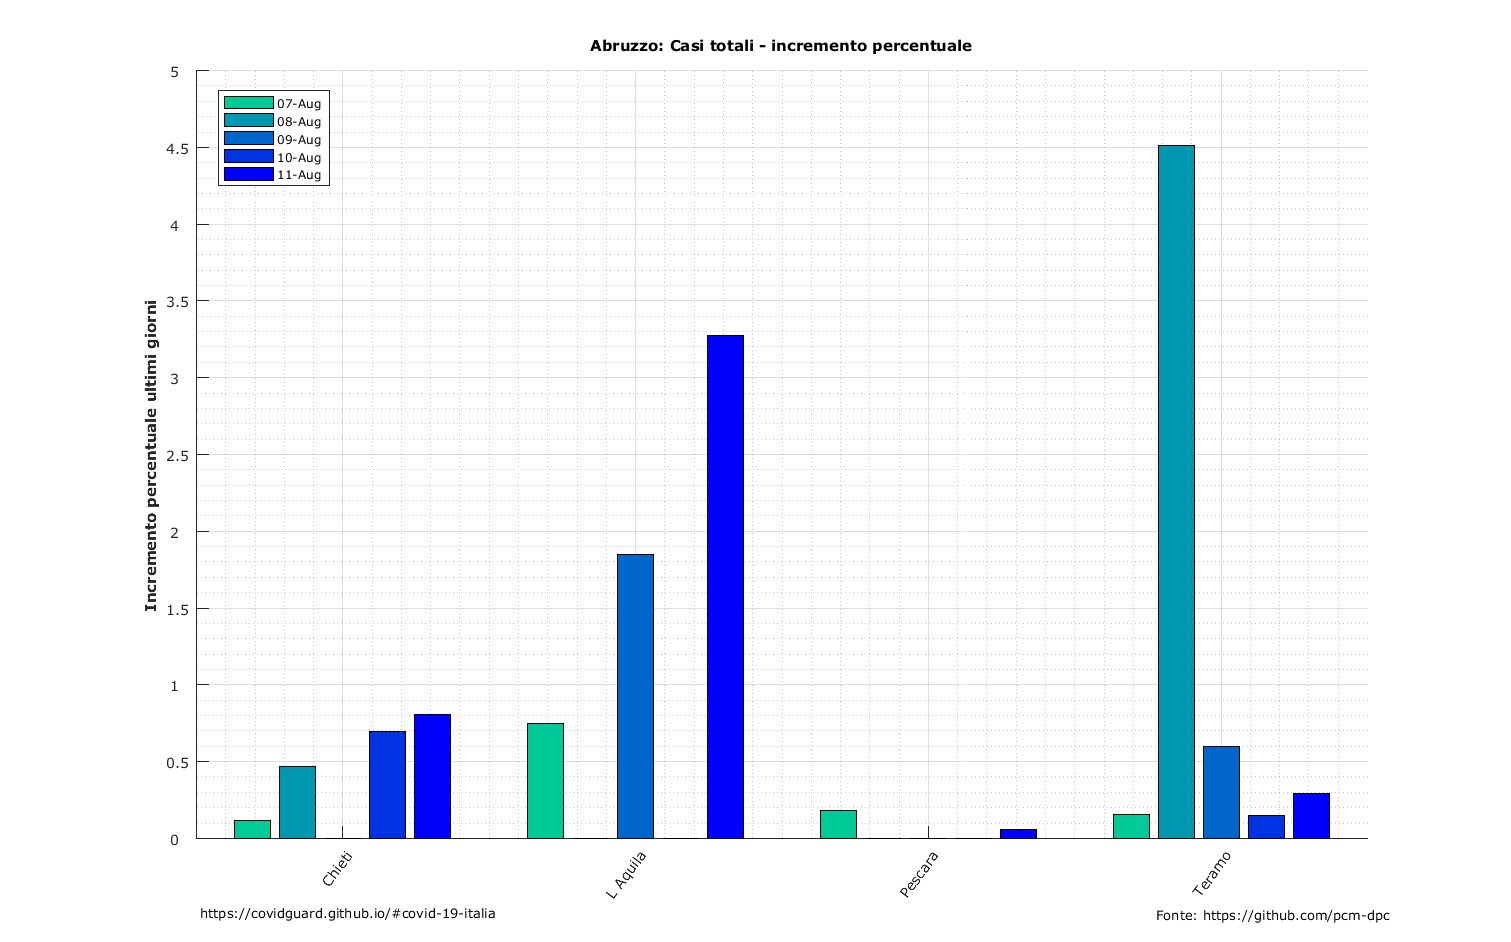 Abruzzo: Casi totali - incremento percentuale
5
4.5
4
3.5
3
2.5
2
1.5
1
0.5
0
Incremento percentuale ultimi giorni
07-Aug
08-Aug
09-Aug
10-Aug
11-Aug
Chieti
L Aquila
Pescara
Teramo
https://covidguard.github.io/#covid-19-italia
Fonte: https://github.com/pcm-dpc